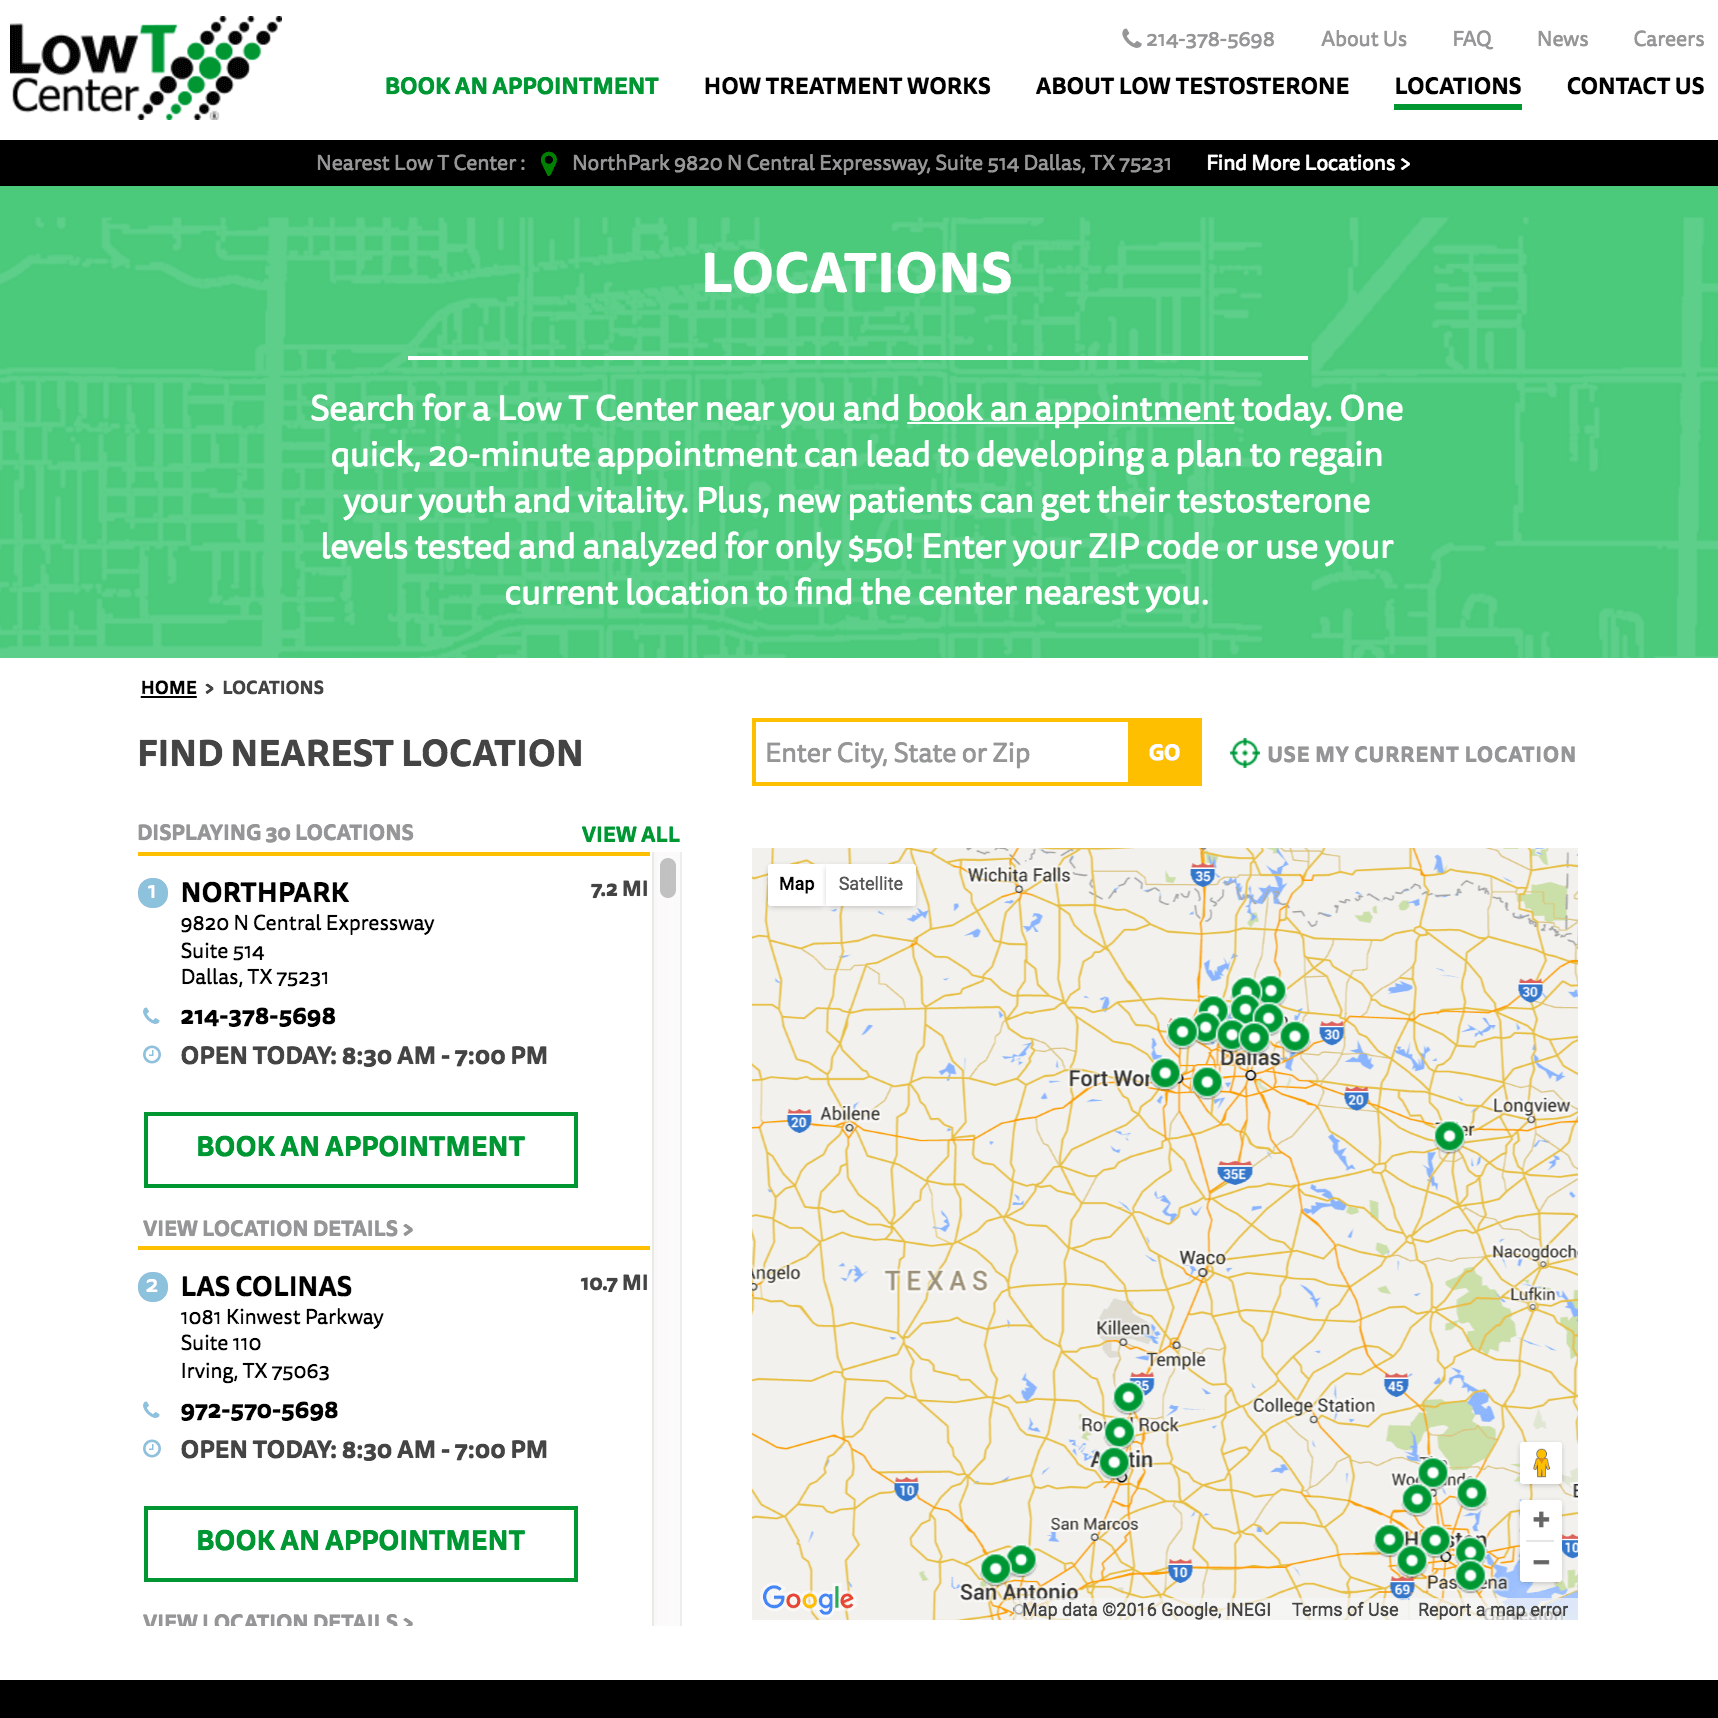 LowT
Center
214-378-5698 About Us FAQ News Careers
BOOK AN APPOINTMENT HOW TREATMENT WORKS ABOUT LOW TESTOSTERONE LOCATIONS CONTACT US
Nearest Low T Center : NorthPark 9820 N Central Expressway, Suite 514 Dallas, TX 75231 Find More Locations >
LOCATIONS
Search for a Low T Center near you and book an appointment today. One
quick, 20-minute appointment can lead to developing a plan to regain
your youth and vitality. Plus, new patients can get their testosterone
levels tested and analyzed for only $50! Enter your ZIP code or use your
current location to find the center nearest you.
HOME > LOCATIONS
FIND NEAREST LOCATION
Enter City, State or Zip GO USE MY CURRENT LOCATION
DISPLAYING 30 LOCATIONS VIEW ALL
1 NORTHPARK 7.2 MI
9820 N Central Expressway
Suite 514
Dallas, TX 75231
214-378-5698
OPEN TODAY: 8:30 AM - 7:00 PM
BOOK AN APPOINTMENT
VIEW LOCATION DETAILS >
2 LAS COLINAS 10.7 MI
1081 Kinwest Parkway
Suite 110
Irving, TX 75063
972-570-5698
OPEN TODAY: 8:30 AM - 7:00 PM
BOOK AN APPOINTMENT
VIEW LOCATION DETAILS >
Map Satellite
Wichita Falls
35
30
30
Dallas
Fort Wor
20
Longview
20
Abilene
35E
Waco
Nacogdoch
ngelo
TEXAS
Lufkin
Killeen
Temple
35
45
College Station
Rock
tin
10
San Marcos
10
10
69
San Antonio
Google
Map data ©2016 Google, INEGI Terms of Use Report a map error